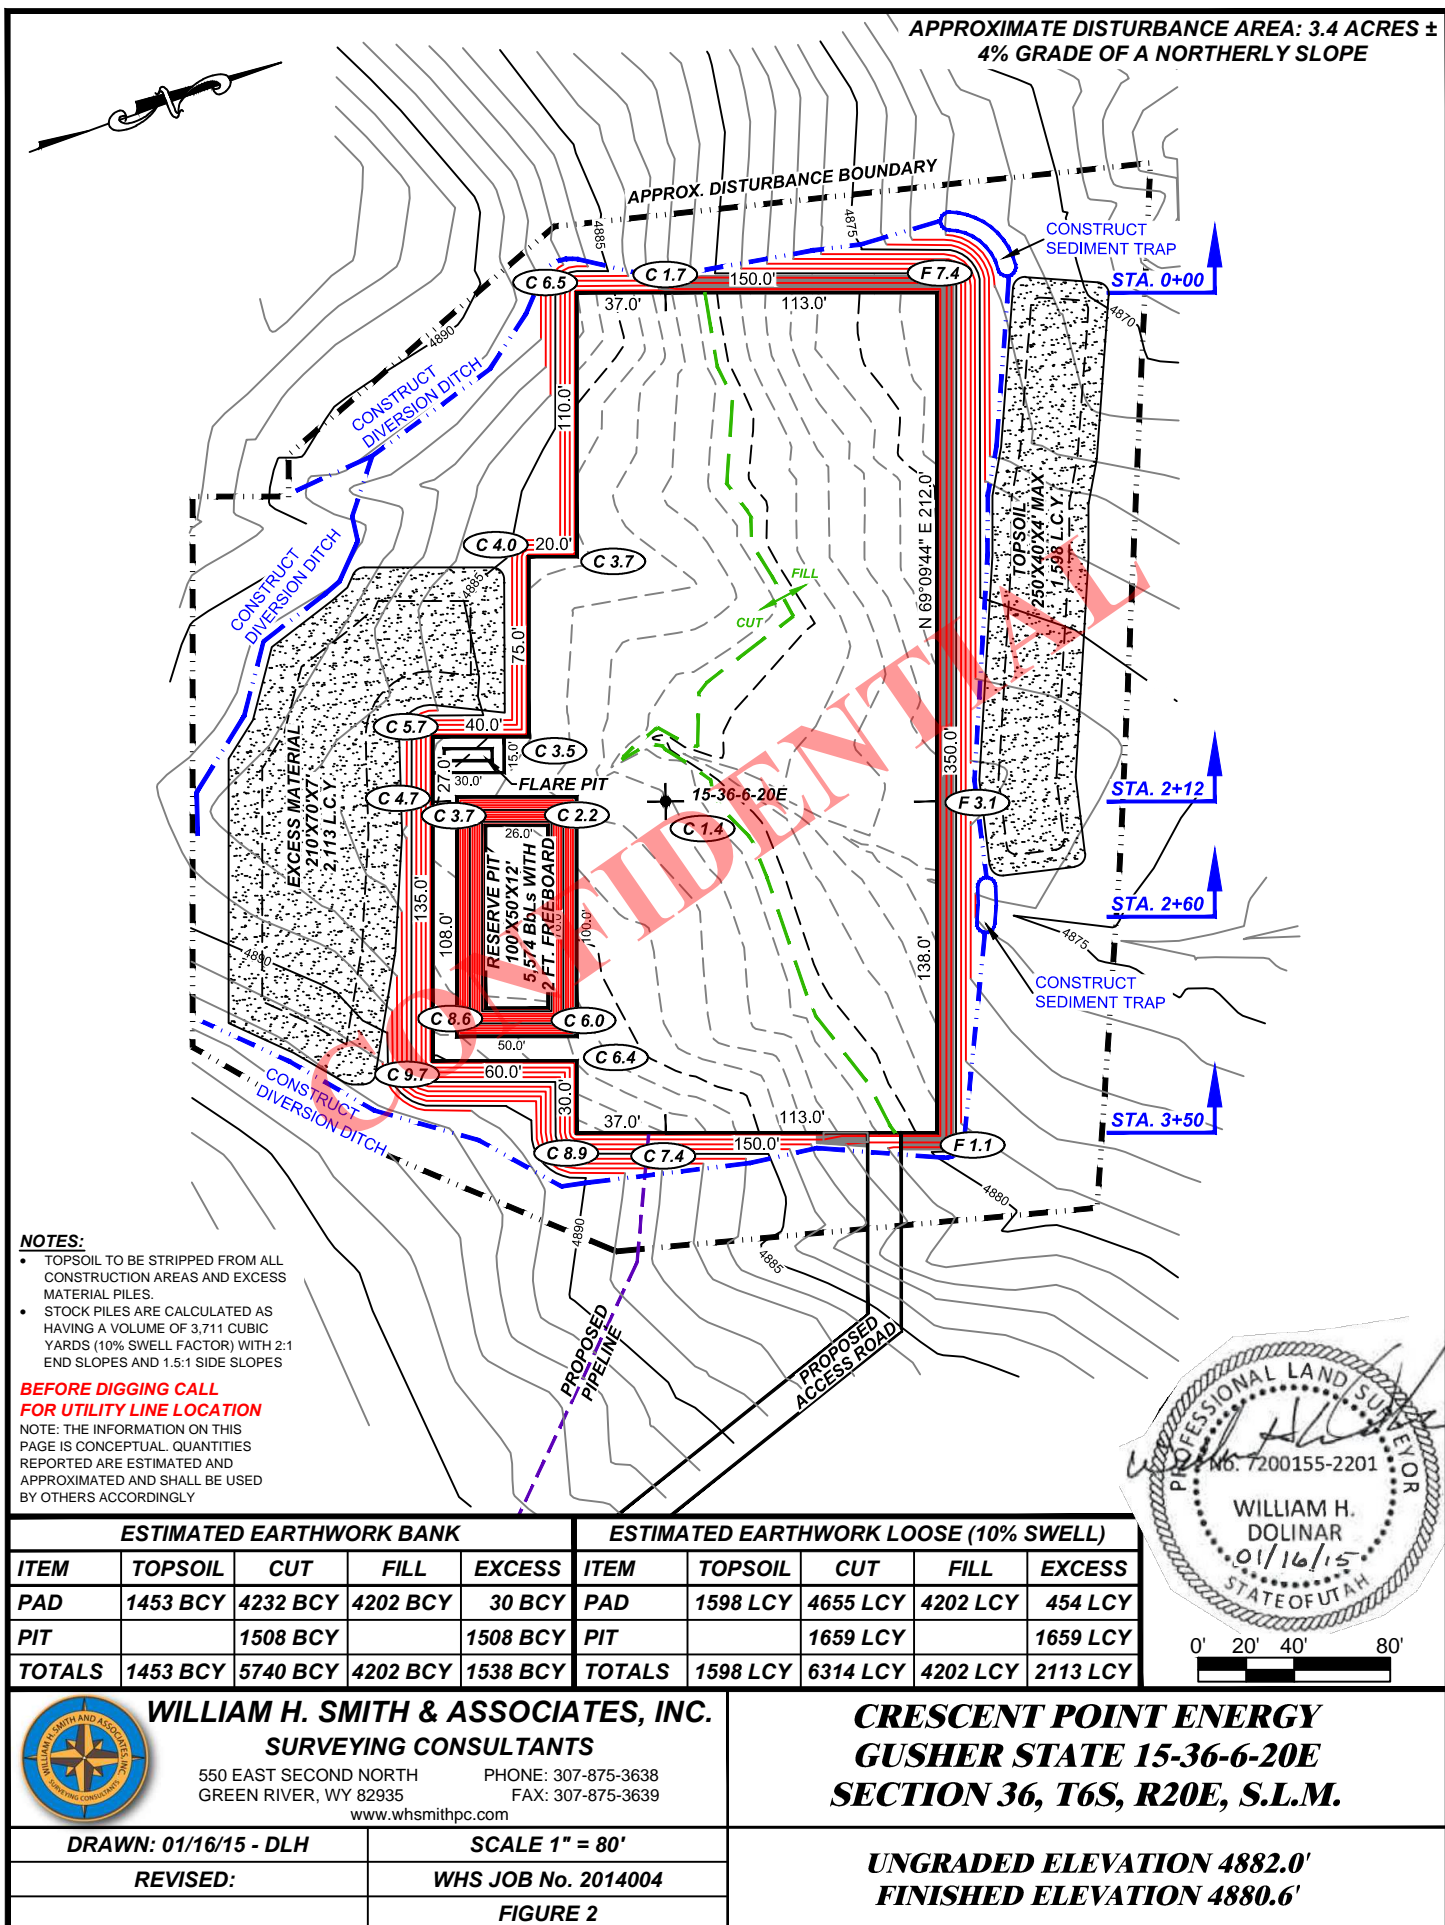 APPROXIMATE DISTURBANCE AREA: 3.4 ACRES ±
4% GRADE OF A NORTHERLY SLOPE
N
APPROX. DISTURBANCE BOUNDARY
4885
4875
CONSTRUCT
SEDIMENT TRAP
STA. 0+00
C 6.5
C 1.7
150.0'
F 7.4
37.0'
113.0'
4870
4890
CONSTRUCT
DIVERSION DITCH
110.0'
N 69°09'44" E 212.0'
TOPSOIL
250'X40'X4' MAX
1,598 L.C.Y.
C 4.0
20.0'
C 3.7
CONSTRUCT
DIVERSION DITCH
4885
FILL
CUT
75.0'
C 5.7
40.0'
C 3.5
350.0'
15.0'
27.0'
30.0'
FLARE PIT
EXCESS MATERIAL
210'X70'X7'
2,113 L.C.Y
C 4.7
C 3.7
C 2.2
15-36-6-20E
C 1.4
F 3.1
STA. 2+12
26.0'
RESERVE PIT
100'X50'X12'
5,574 BbLs WITH
2 FT. FREEBOARD
100.0'
135.0'
108.0'
STA. 2+60
4875
138.0'
4890
CONSTRUCT
SEDIMENT TRAP
C 8.6
C 6.0
50.0'
C 6.4
C 9.7
60.0'
CONSTRUCT
DIVERSION DITCH
30.0'
37.0'
113.0'
STA. 3+50
150.0'
C 8.9
C 7.4
F 1.1
4880
4890
4885
CONFIDENTIAL
PROPOSED
PIPELINE
PROPOSED
ACCESS ROAD
NOTES:
• TOPSOIL TO BE STRIPPED FROM ALL
CONSTRUCTION AREAS AND EXCESS
MATERIAL PILES.
• STOCK PILES ARE CALCULATED AS
HAVING A VOLUME OF 3,711 CUBIC
YARDS (10% SWELL FACTOR) WITH 2:1
END SLOPES AND 1.5:1 SIDE SLOPES
BEFORE DIGGING CALL
FOR UTILITY LINE LOCATION
NOTE: THE INFORMATION ON THIS
PAGE IS CONCEPTUAL. QUANTITIES
REPORTED ARE ESTIMATED AND
APPROXIMATED AND SHALL BE USED
BY OTHERS ACCORDINGLY
PROFESSIONAL LAND SURVEYOR
No. 7200155-2201
WILLIAM H.
DOLINAR
01/16/15
STATE OF UTAH
0' 20' 40' 80'
ESTIMATED EARTHWORK BANK
ITEM TOPSOIL CUT FILL EXCESS
PAD 1453 BCY 4232 BCY 4202 BCY 30 BCY
PIT 1508 BCY 1508 BCY
TOTALS 1453 BCY 5740 BCY 4202 BCY 1538 BCY
ESTIMATED EARTHWORK LOOSE (10% SWELL)
ITEM TOPSOIL CUT FILL EXCESS
PAD 1598 LCY 4655 LCY 4202 LCY 454 LCY
PIT 1659 LCY 1659 LCY
TOTALS 1598 LCY 6314 LCY 4202 LCY 2113 LCY
WILLIAM H. SMITH AND ASSOCIATES, INC.
SURVEYING CONSULTANTS
WILLIAM H. SMITH & ASSOCIATES, INC.
SURVEYING CONSULTANTS
550 EAST SECOND NORTH PHONE: 307-875-3638
GREEN RIVER, WY 82935 FAX: 307-875-3639
www.whsmithpc.com
DRAWN: 01/16/15 - DLH SCALE 1" = 80'
REVISED: WHS JOB No. 2014004
FIGURE 2
CRESCENT POINT ENERGY
GUSHER STATE 15-36-6-20E
SECTION 36, T6S, R20E, S.L.M.
UNGRADED ELEVATION 4882.0'
FINISHED ELEVATION 4880.6'